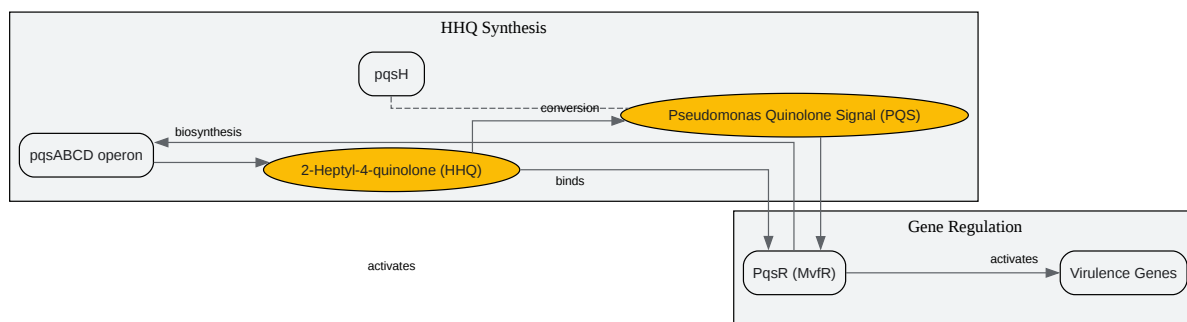 HHQ Synthesis
pqsH
conversion
Pseudomonas Quinolone Signal (PQS)
biosynthesis
pqsABCD operon
2-Heptyl-4-quinolone (HHQ)
binds
Gene Regulation
activates
activates
PqsR (MvfR)
Virulence Genes